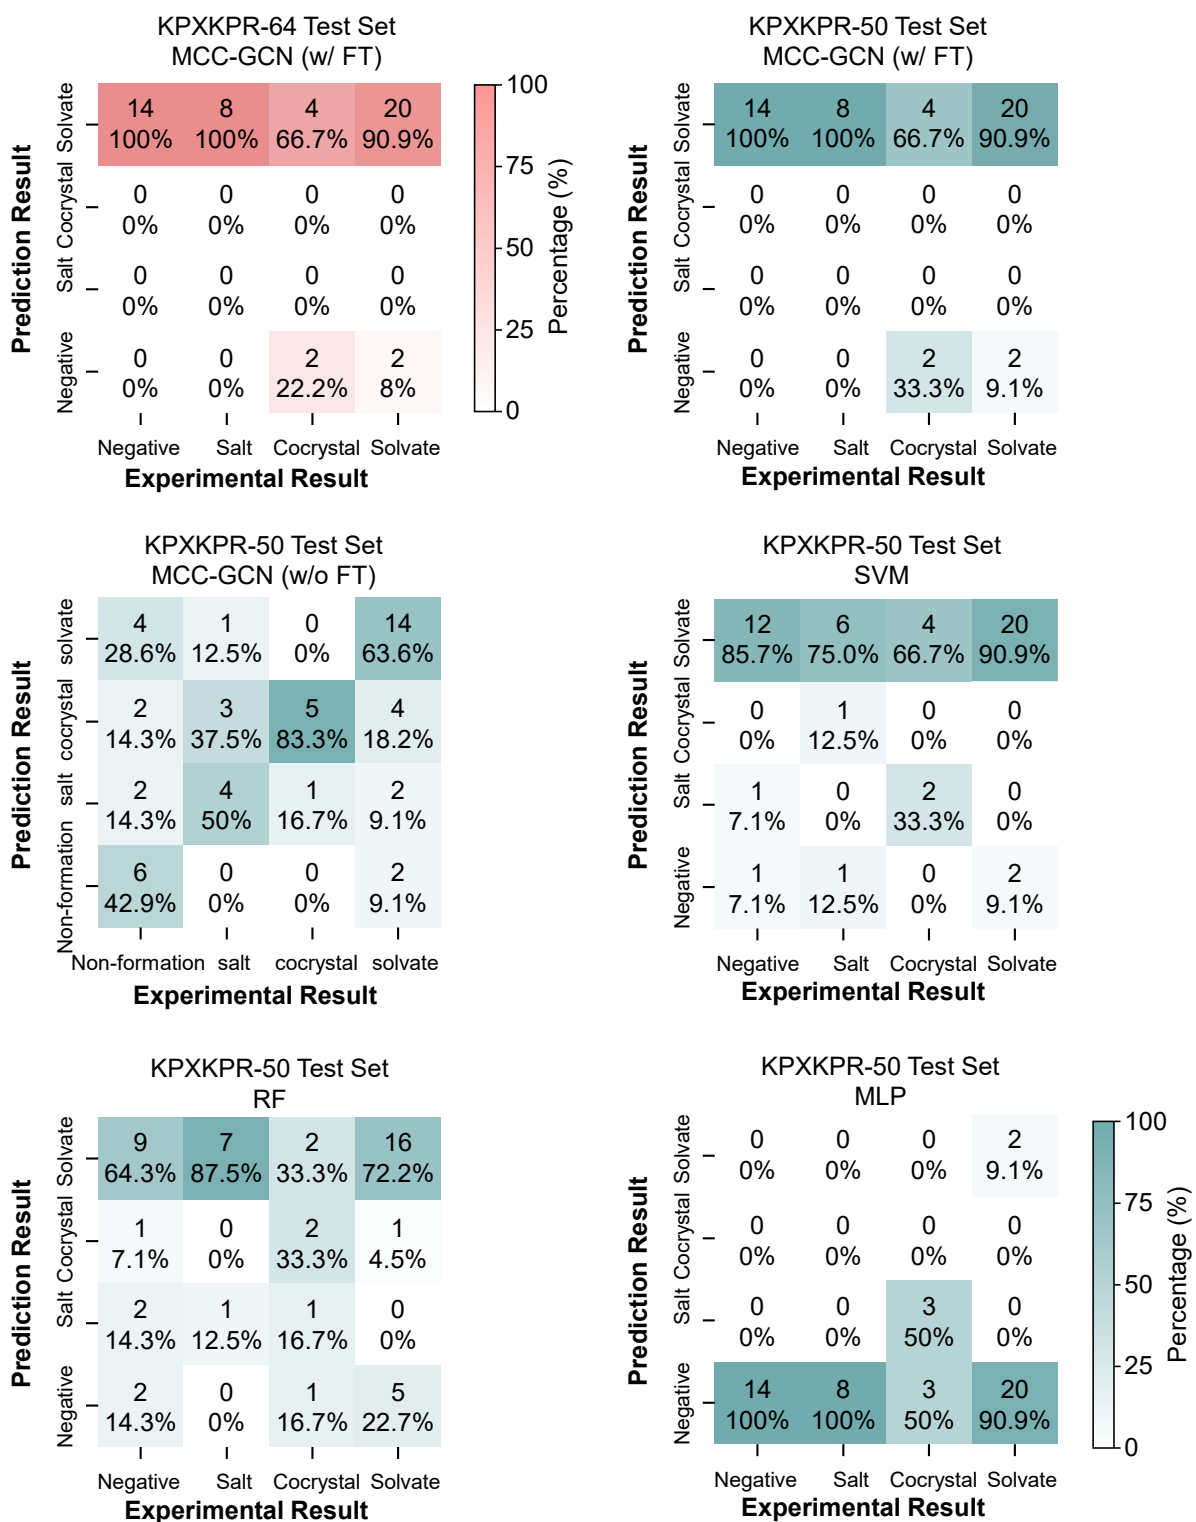 KPXKPR-64 Test Set
MCC-GCN (w/ FT)
Prediction Result
Solvate
Cocrystal
Salt
Negative
14 8 4 20
100% 100% 66.7% 90.9%
0 0 0 0
0% 0% 0% 0%
0 0 0 0
0% 0% 0% 0%
0 0 2 2
0% 0% 22.2% 8%
Negative Salt Cocrystal Solvate
Experimental Result
100
75
50
25
0
Percentage (%)
KPXKPR-50 Test Set
MCC-GCN (w/ FT)
Prediction Result
Solvate
Cocrystal
Salt
Negative
14 8 4 20
100% 100% 66.7% 90.9%
0 0 0 0
0% 0% 0% 0%
0 0 0 0
0% 0% 0% 0%
0 0 2 2
0% 0% 33.3% 9.1%
Negative Salt Cocrystal Solvate
Experimental Result
KPXKPR-50 Test Set
MCC-GCN (w/o FT)
Prediction Result
solvate
cocrystal
salt
Non-formation
4 1 0 14
28.6% 12.5% 0% 63.6%
2 3 5 4
14.3% 37.5% 83.3% 18.2%
2 4 1 2
14.3% 50% 16.7% 9.1%
6 0 0 2
42.9% 0% 0% 9.1%
Non-formation salt cocrystal solvate
Experimental Result
KPXKPR-50 Test Set
SVM
Prediction Result
Solvate
Cocrystal
Salt
Negative
12 6 4 20
85.7% 75.0% 66.7% 90.9%
0 1 0 0
0% 12.5% 0% 0%
1 0 2 0
7.1% 0% 33.3% 0%
1 1 0 2
7.1% 12.5% 0% 9.1%
Negative Salt Cocrystal Solvate
Experimental Result
KPXKPR-50 Test Set
RF
Prediction Result
Solvate
Cocrystal
Salt
Negative
9 7 2 16
64.3% 87.5% 33.3% 72.2%
1 0 2 1
7.1% 0% 33.3% 4.5%
2 1 1 0
14.3% 12.5% 16.7% 0%
2 0 1 5
14.3% 0% 16.7% 22.7%
Negative Salt Cocrystal Solvate
Experimental Result
KPXKPR-50 Test Set
MLP
Prediction Result
Solvate
Cocrystal
Salt
Negative
0 0 0 2
0% 0% 0% 9.1%
0 0 0 0
0% 0% 0% 0%
0 0 3 0
0% 0% 50% 0%
14 8 3 20
100% 100% 50% 90.9%
Negative Salt Cocrystal Solvate
Experimental Result
100
75
50
25
0
Percentage (%)